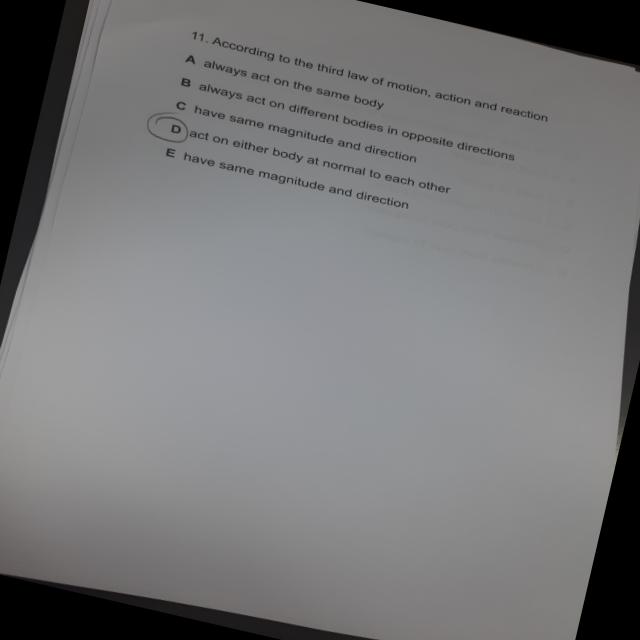 11. According to the third law of motion, action and reaction
A always act on the same body
B always act on different bodies in opposite directions
C have same magnitude and direction
D act on either body at normal to each other
E have same magnitude and direction